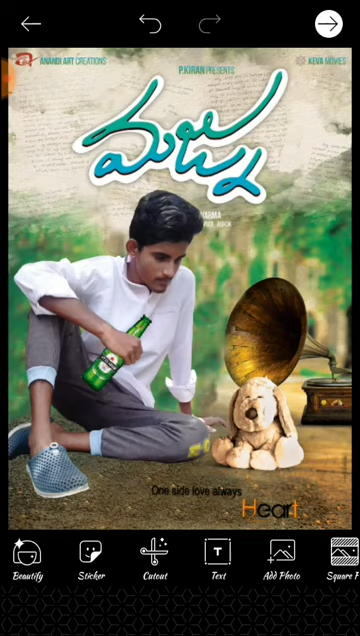 ANANDI ART CREATIONS
P.KIRAN PRESENTS
KEVA MOVIES
మజ్ను
One side love always
Heart
Beautify
Sticker
Cutout
Text
Add Photo
Square